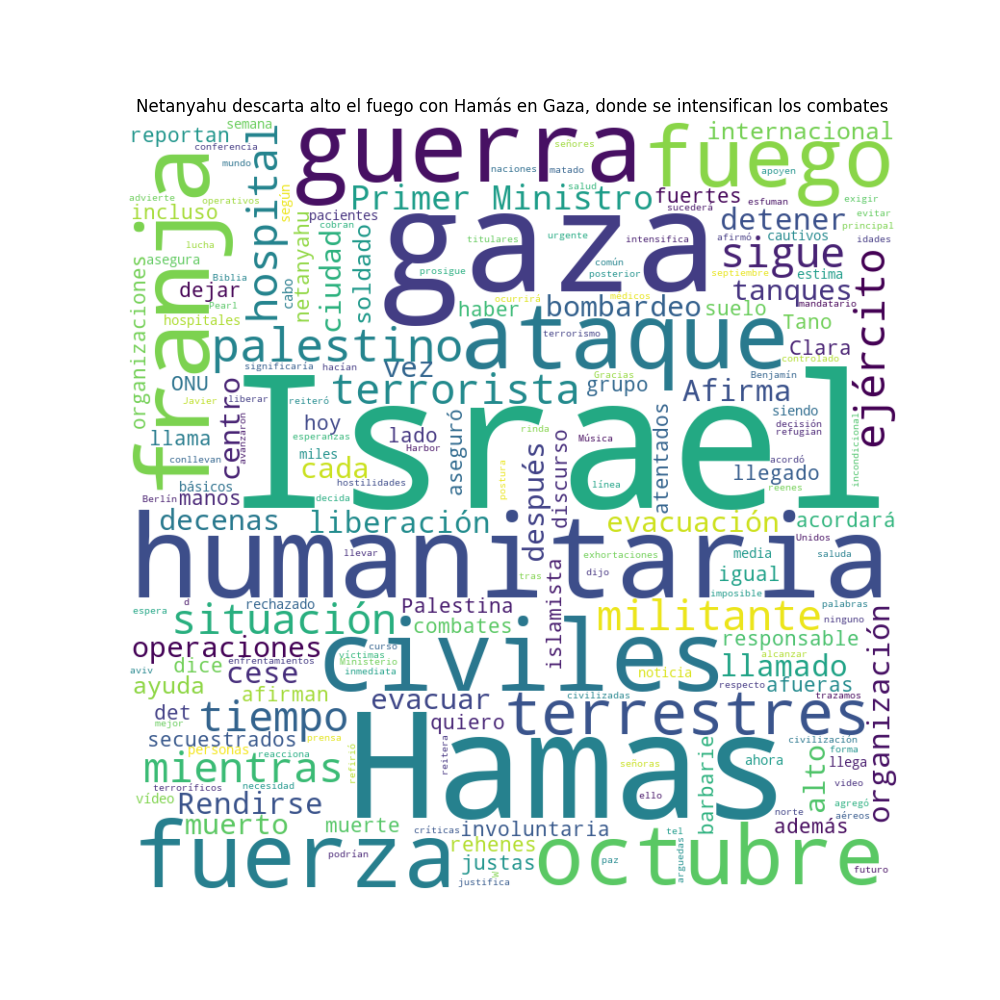 Netanyahu descarta alto el fuego con Hamás en Gaza, donde se intensifican los combates
semana
reportan
conferencia
mundo
guerra
señores
naciones matado
fuego
internacional
apoyen
advierte operativos
incluso
según
hospital
franja
Primer Ministro
salud
fuertes
sucederá
esfuman
exigir
evitar
principal
pacientes
cobran
netanyahu
ciudad
soldado
gaza
titulares
urgente
intensifica
detener
cautivos
afirmó
idades
lucha
asegura
Biblia
organizaciones
dejar
Pearl
hospitales
cabo
prosigue
común
posterior
sigue
septiembre
estima
tanques
mandatario
ejército
ocurrirá
médicos
haber
bombardeo
suelo
Tano
terrorismo
controlado
palestino
ataque
Clara
significaría
hacían
vez
Gracias
Benjamín
ONU
Javier
liberar
reiteró
terrorista
grupo
Afirma
decisión
refugian
centro
avanzaron
hoy
esperanzas
lado
Harbor
aseguró
rinda
Música
atentados
siendo
llama
conllevan
miles
cada
hostilidades
Israel
postura
línea
acordó
llegado
incondicional
básicos
Berlín
manos
decida
después
discurso
reenes
decenas
liberación
evacuación
acordará
humanitaria
Unidos
llevar
exhortaciones
media
saluda
tras
dijo
igual
islamista
imposible
espera
d
rechazado
Palestina
palabras
situación
combates
militante
ninguno
operaciones
curso
víctimas
civiles
responsable
organización
enfrentamientos
Ministerio
inmediata
alcanzar
aviv
dice
cese
noticia
llamado
ayuda
afirman
evacuar
civilizadas
respecto
afueras
trazamos
det
mejor
tiempo
prensa
quiero
terrestres
secuestrados
personas
reacciona
refirió
reitera
Hamas
señoras
barbarie
civilización
forma
mientras
terroríficos
necesidad
ahora
alto
llega
video
vídeo
Rendirse
ello
norte
agregó
aéreos
muerto
muerte
críticas
involuntaria
tel
además
fuerza
podrían
rehenes
justas
justifica
octubre
paz
arguedas
futuro